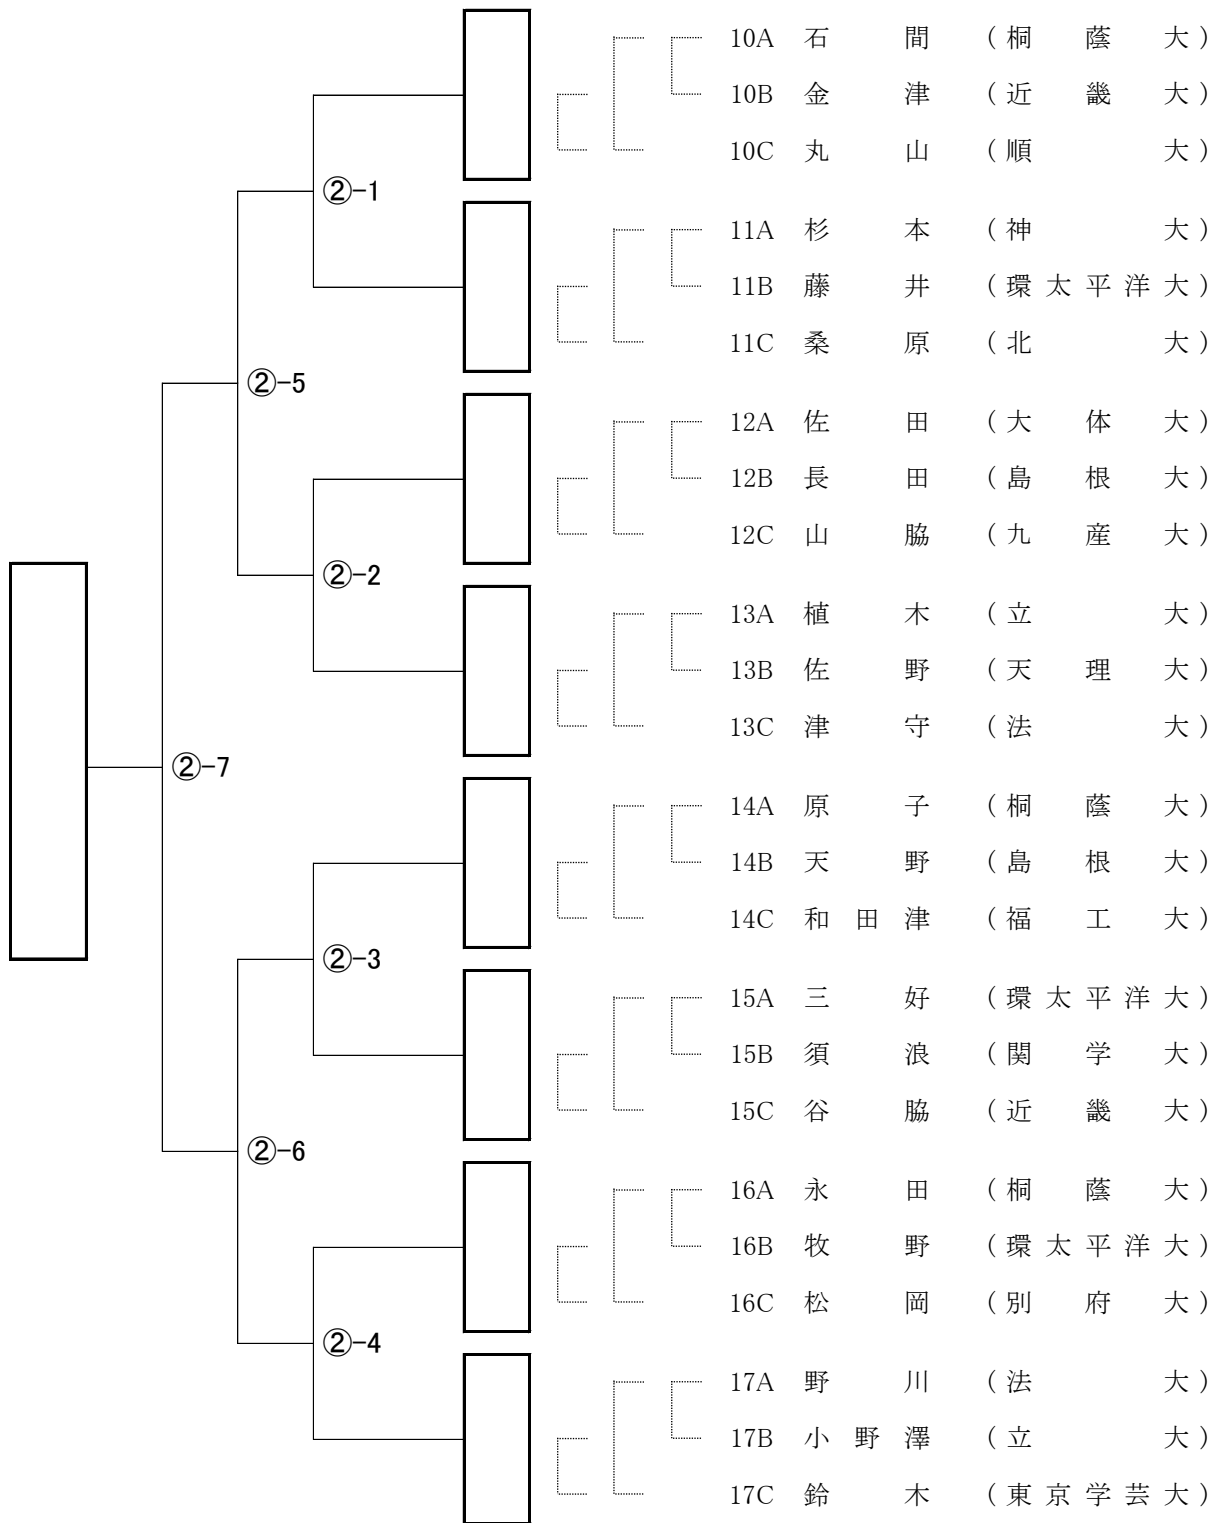 10A 石間 (桐蔭大)
10B 金津 (近畿大)
10C 丸山 (順大)
②-1
11A 杉本 (神大)
11B 藤井 (環太平洋大)
11C 桑原 (北大)
②-5
12A 佐田 (大体大)
12B 長田 (島根大)
12C 山脇 (九産大)
②-2
13A 植木 (立大)
13B 佐野 (天理大)
13C 津守 (法大)
②-7
14A 原子 (桐蔭大)
14B 天野 (島根大)
14C 和田津 (福工大)
②-3
15A 三好 (環太平洋大)
15B 須浪 (関学大)
15C 谷脇 (近畿大)
②-6
16A 永田 (桐蔭大)
16B 牧野 (環太平洋大)
16C 松岡 (別府大)
②-4
17A 野川 (法大)
17B 小野澤 (立大)
17C 鈴木 (東京学芸大)